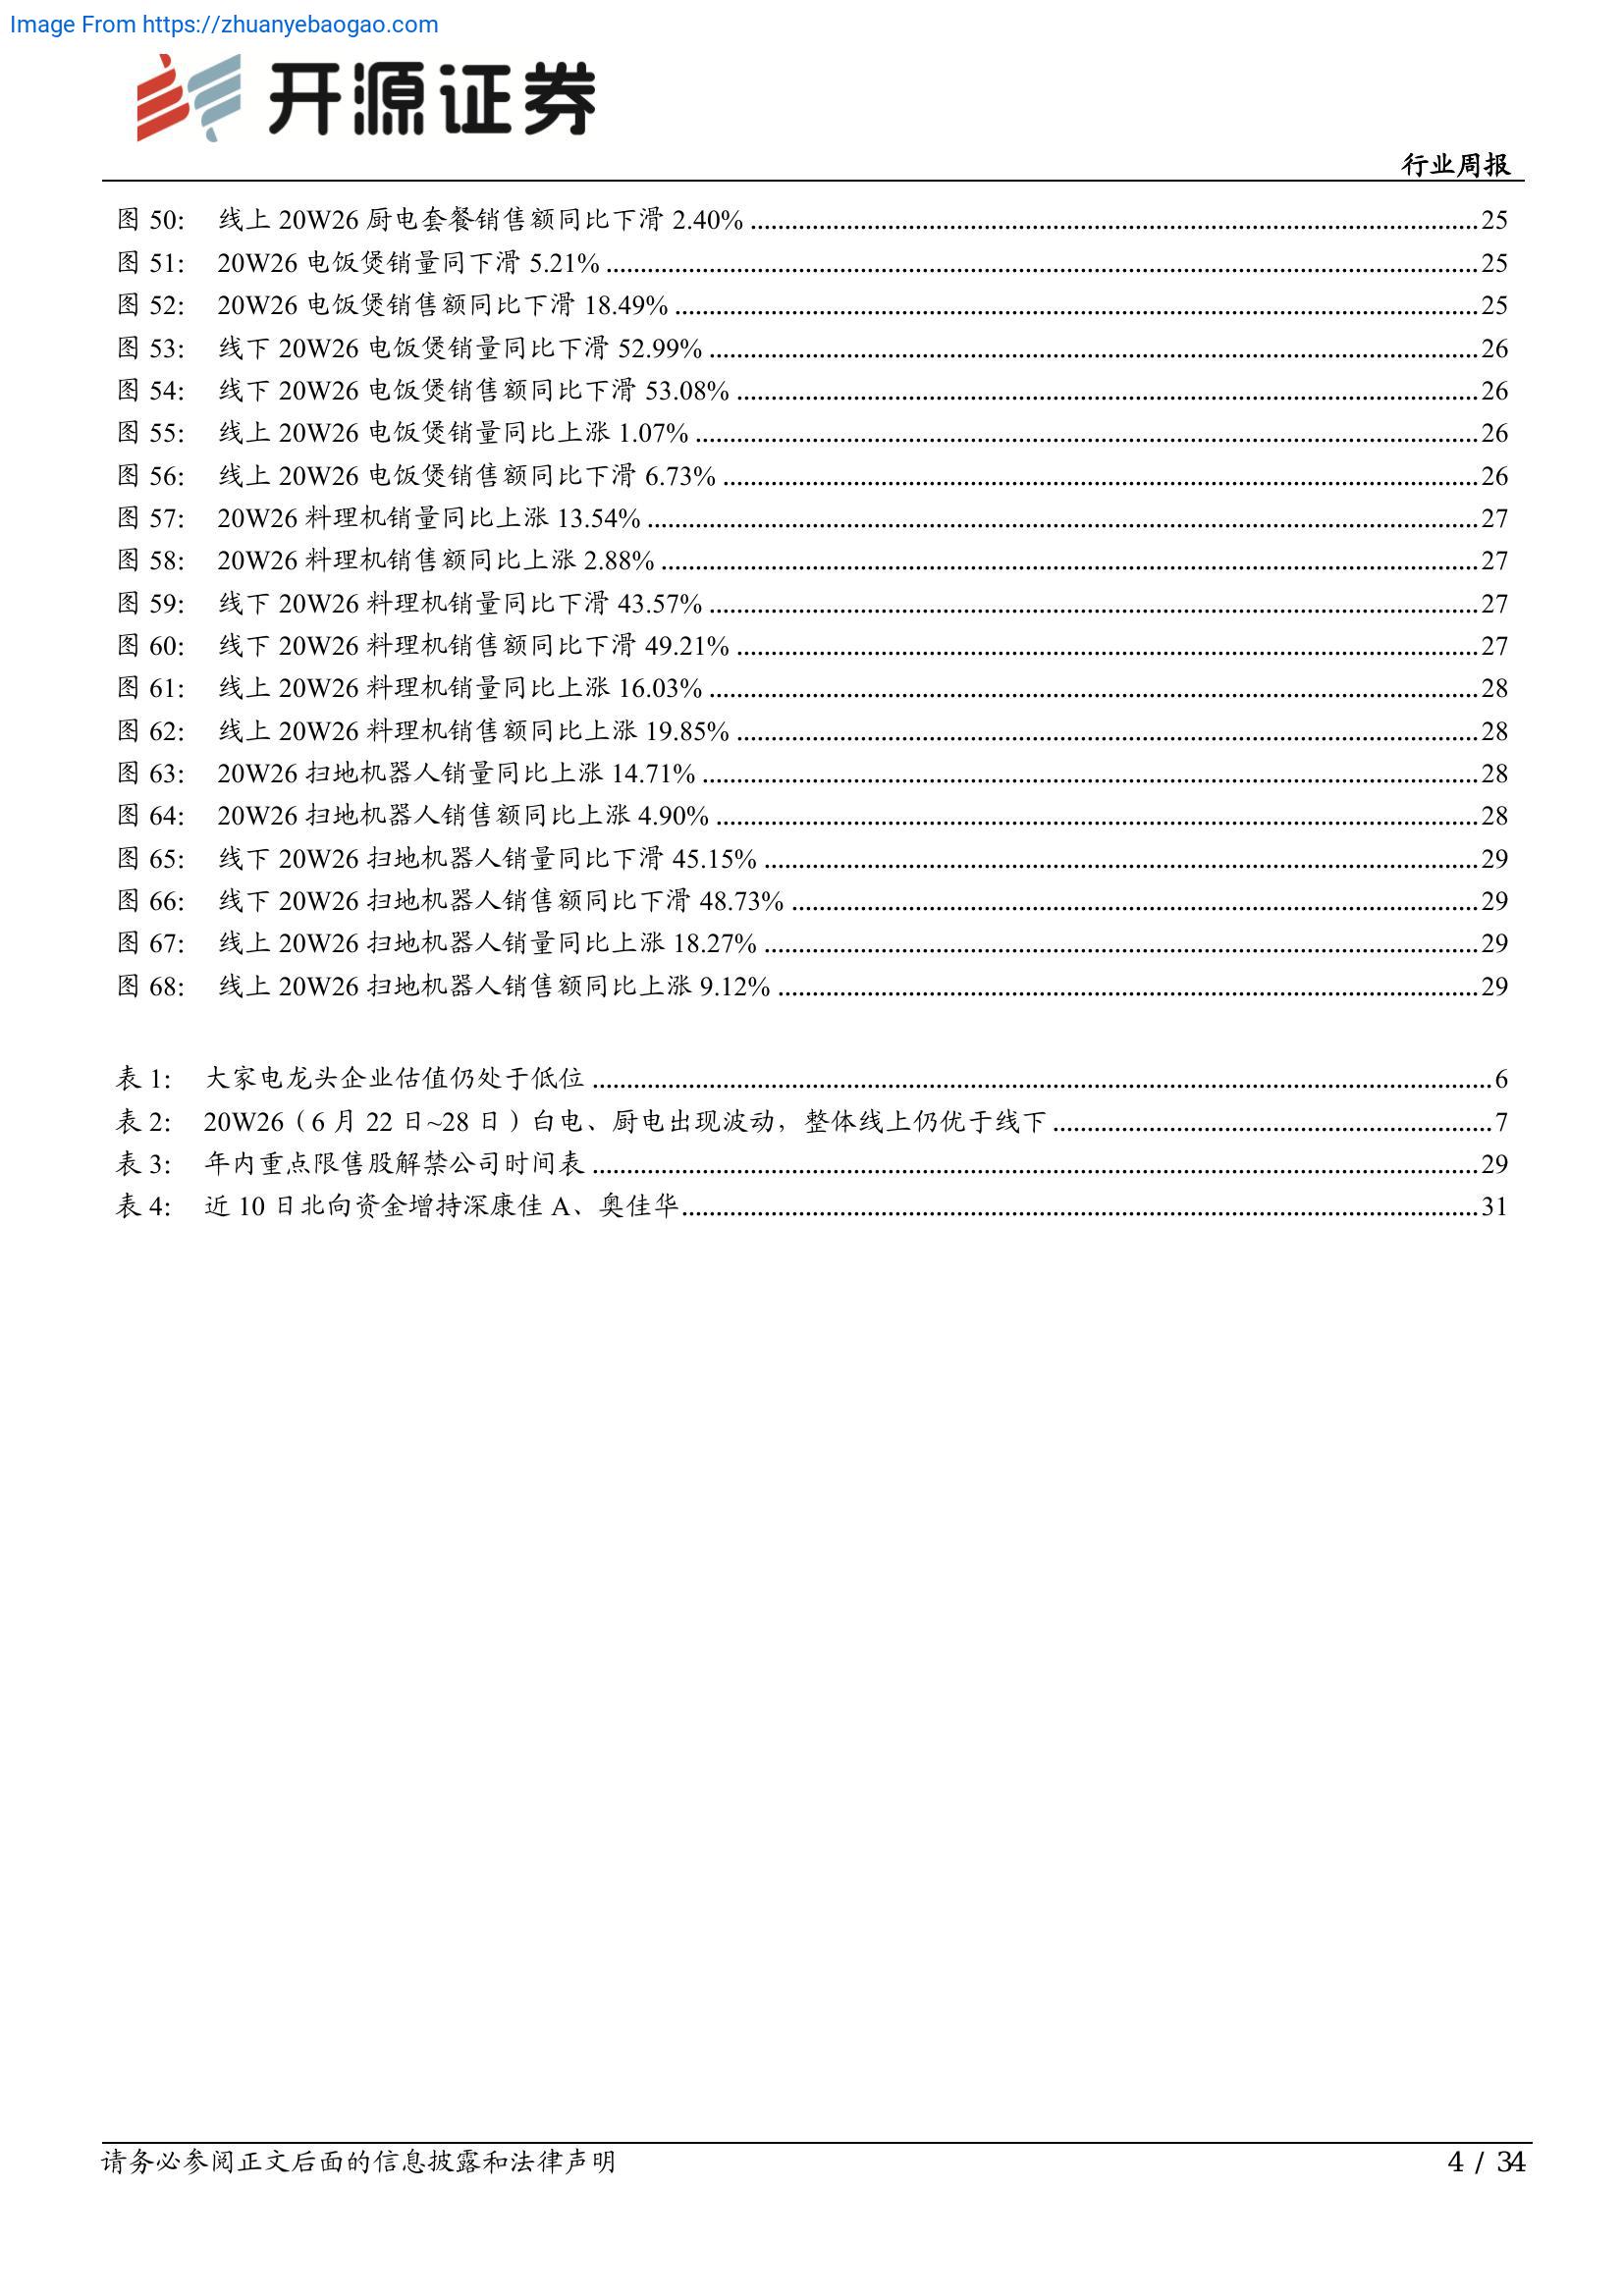 Image From https://zhuanyebaogao.com
开源证券
行业周报
图 50: 线上 20W26 厨电套餐销售额同比下滑 2.40% ........ 25
图 51: 20W26 电饭煲销量同下滑 5.21% ........ 25
图 52: 20W26 电饭煲销售额同比下滑 18.49% ........ 25
图 53: 线下 20W26 电饭煲销量同比下滑 52.99% ........ 26
图 54: 线下 20W26 电饭煲销售额同比下滑 53.08% ........ 26
图 55: 线上 20W26 电饭煲销量同比上涨 1.07% ........ 26
图 56: 线上 20W26 电饭煲销售额同比下滑 6.73% ........ 26
图 57: 20W26 料理机销量同比上涨 13.54% ........ 27
图 58: 20W26 料理机销售额同比上涨 2.88% ........ 27
图 59: 线下 20W26 料理机销量同比下滑 43.57% ........ 27
图 60: 线下 20W26 料理机销售额同比下滑 49.21% ........ 27
图 61: 线上 20W26 料理机销量同比上涨 16.03% ........ 28
图 62: 线上 20W26 料理机销售额同比上涨 19.85% ........ 28
图 63: 20W26 扫地机器人销量同比上涨 14.71% ........ 28
图 64: 20W26 扫地机器人销售额同比上涨 4.90% ........ 28
图 65: 线下 20W26 扫地机器人销量同比下滑 45.15% ........ 29
图 66: 线下 20W26 扫地机器人销售额同比下滑 48.73% ........ 29
图 67: 线上 20W26 扫地机器人销量同比上涨 18.27% ........ 29
图 68: 线上 20W26 扫地机器人销售额同比上涨 9.12% ........ 29
表 1: 大家电龙头企业估值仍处于低位 ........ 6
表 2: 20W26（6 月 22 日~28 日）白电、厨电出现波动，整体线上仍优于线下 ........ 7
表 3: 年内重点限售股解禁公司时间表 ........ 29
表 4: 近 10 日北向资金增持深康佳 A、奥佳华 ........ 31
请务必参阅正文后面的信息披露和法律声明
4 / 34